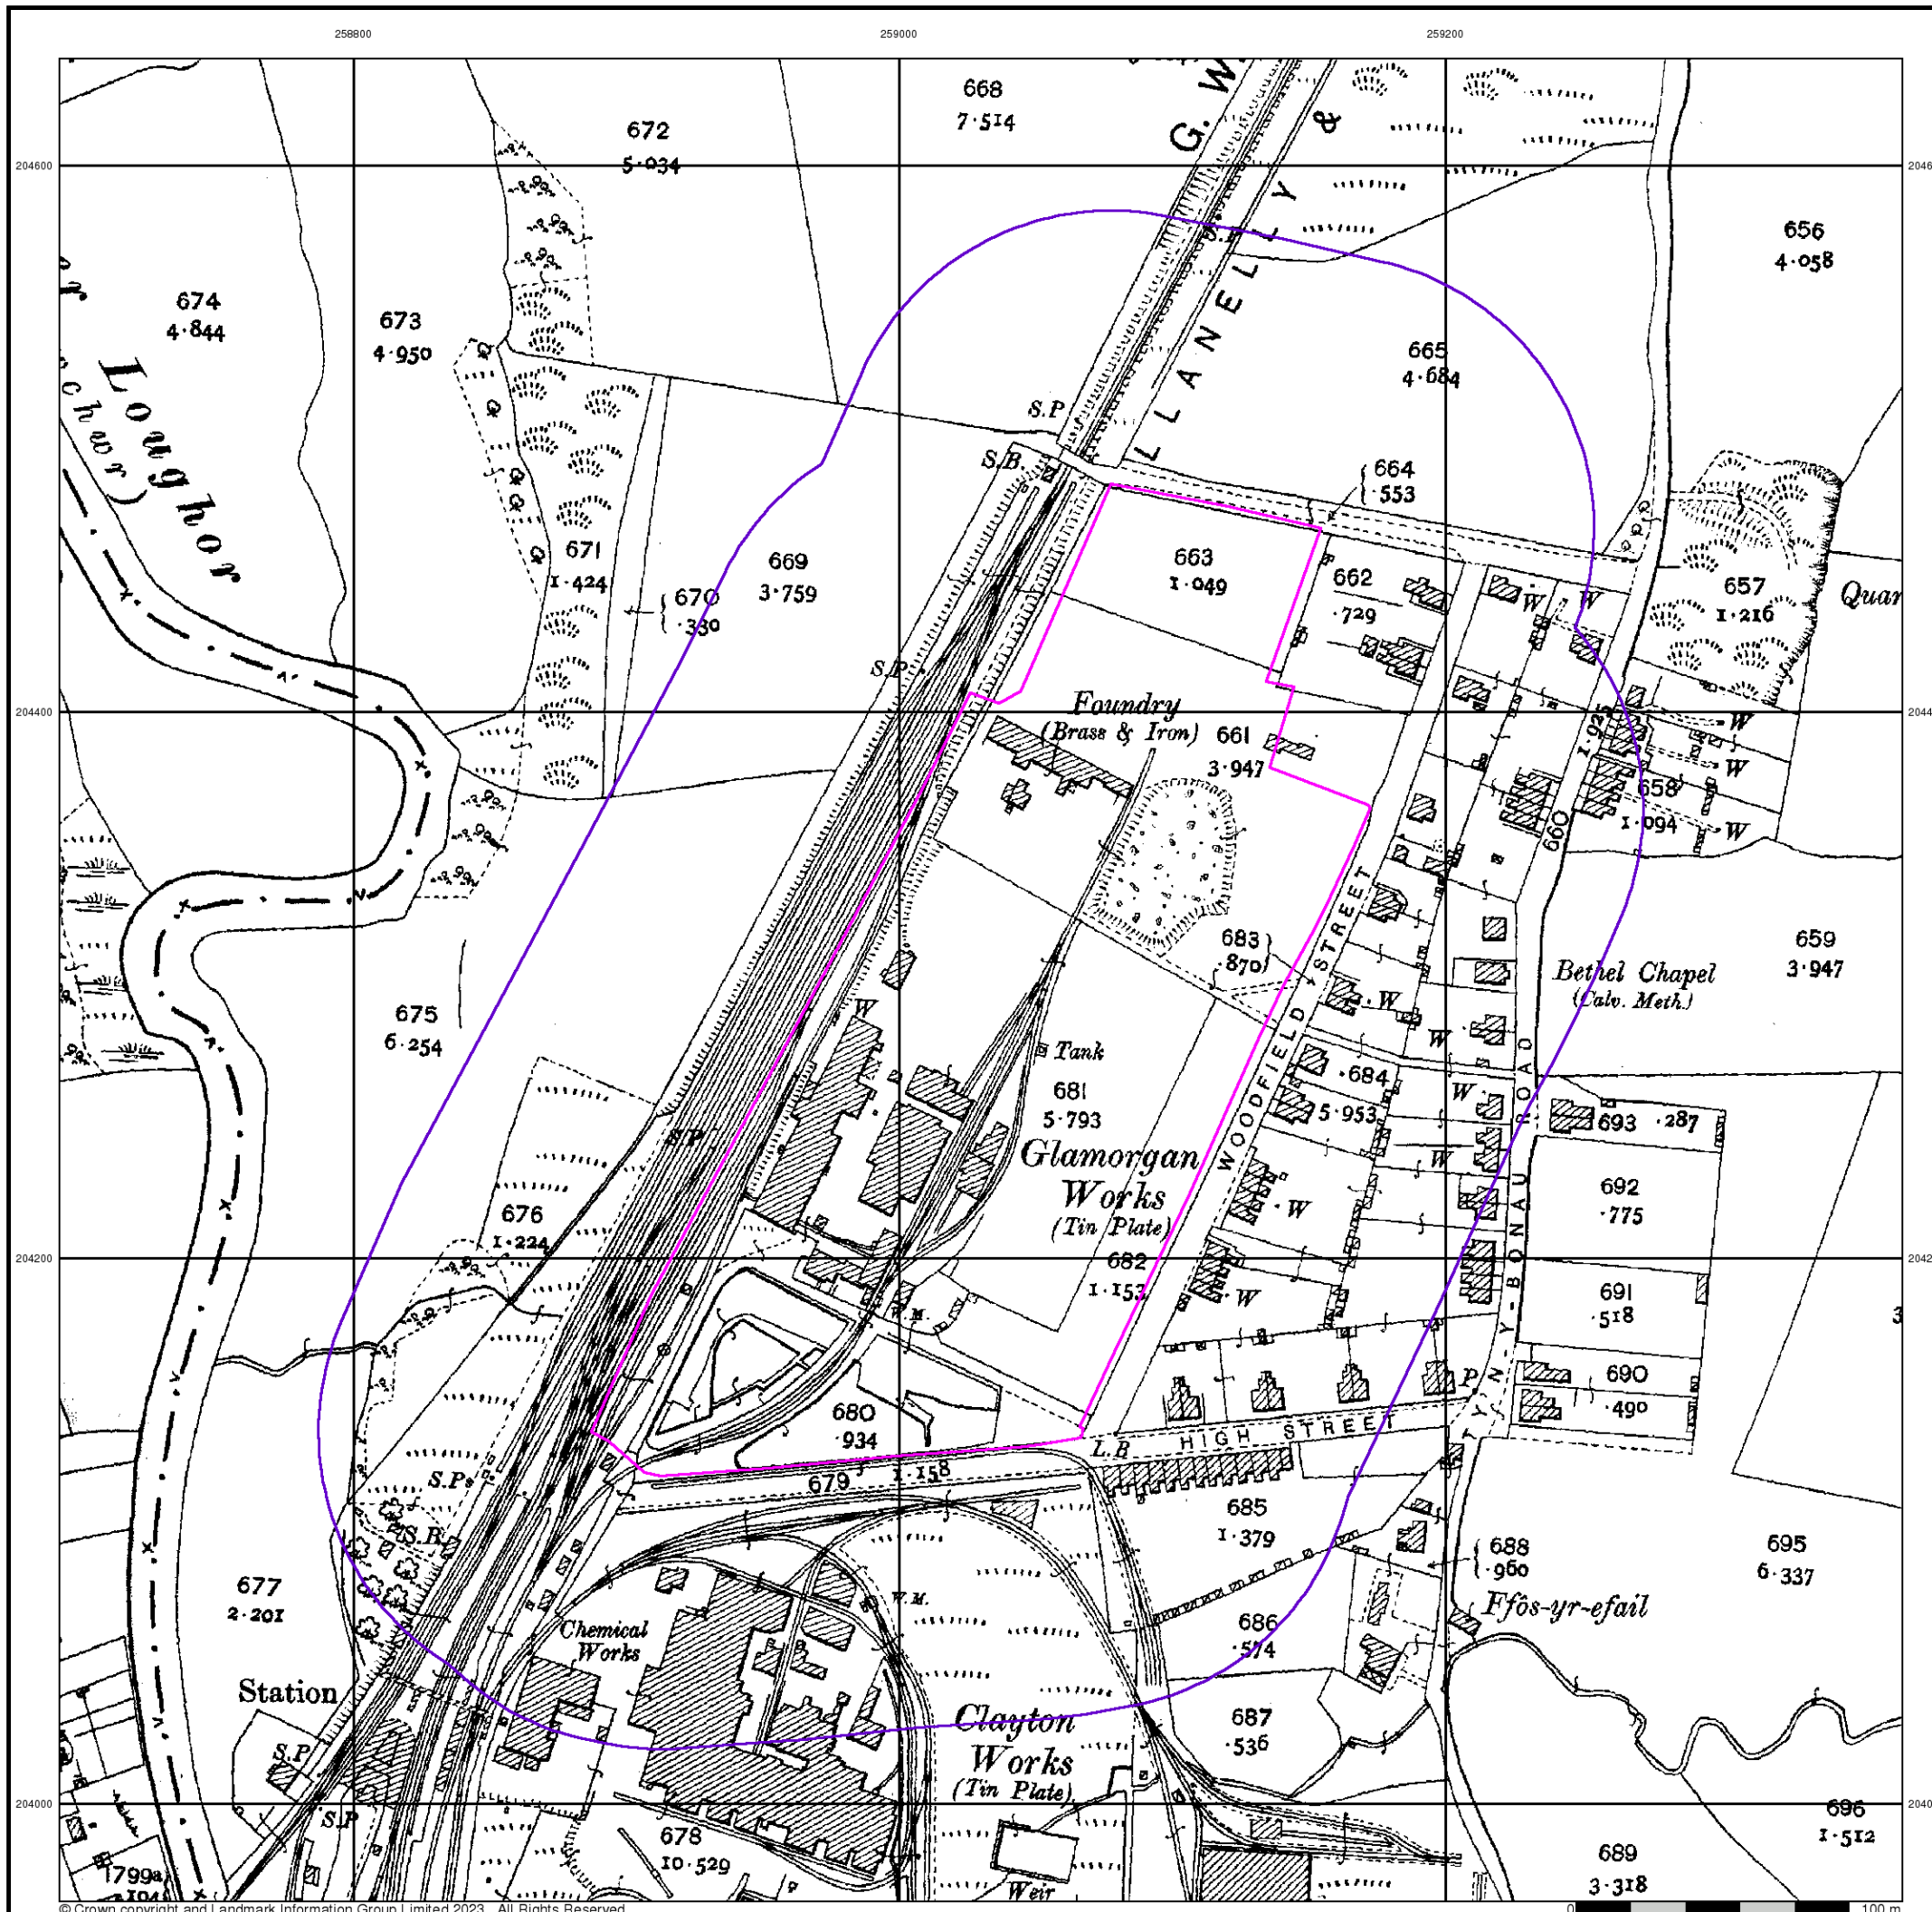 258800
259000
259200
204600
204400
204200
204000
668
7·514
G. W.
LLANELLY &
672
5·034
656
4·058
674
4·844
673
4·950
Loughor
665
4·684
S.P
S.B.
664
·553
671
1·424
670
·330
669
3·759
663
1·049
662
·729
657
1·216
W
W
S.P.
Foundry
(Brass & Iron)
661
3·947
1·025
W
W
658
1·094
W
660
683
·870
WOODFIELD STREET
659
3·947
Bethel Chapel
(Calv. Meth.)
675
6·254
W
W
W
Tank
681
5·793
684
5·953
W
W
693 ·287
S.P
Glamorgan
Works
(Tin Plate)
TYN-Y-BONAU ROAD
692
·775
676
1·224
W
W
682
1·153
691
·518
W.M.
690
·490
P.
680
·934
L.B
HIGH STREET
S.Ps
679
1·158
685
1·379
688
·960
695
6·337
S.B.
677
2·201
Ffôs-yr-efail
W.M.
Chemical
Works
686
·574
Station
687
·536
Clayton
Works
(Tin Plate)
S.P
S.P
678
10·529
696
1·512
689
3·318
799a
Weir
© Crown copyright and Landmark Information Group Limited 2023. All Rights Reserved.
0
100 m